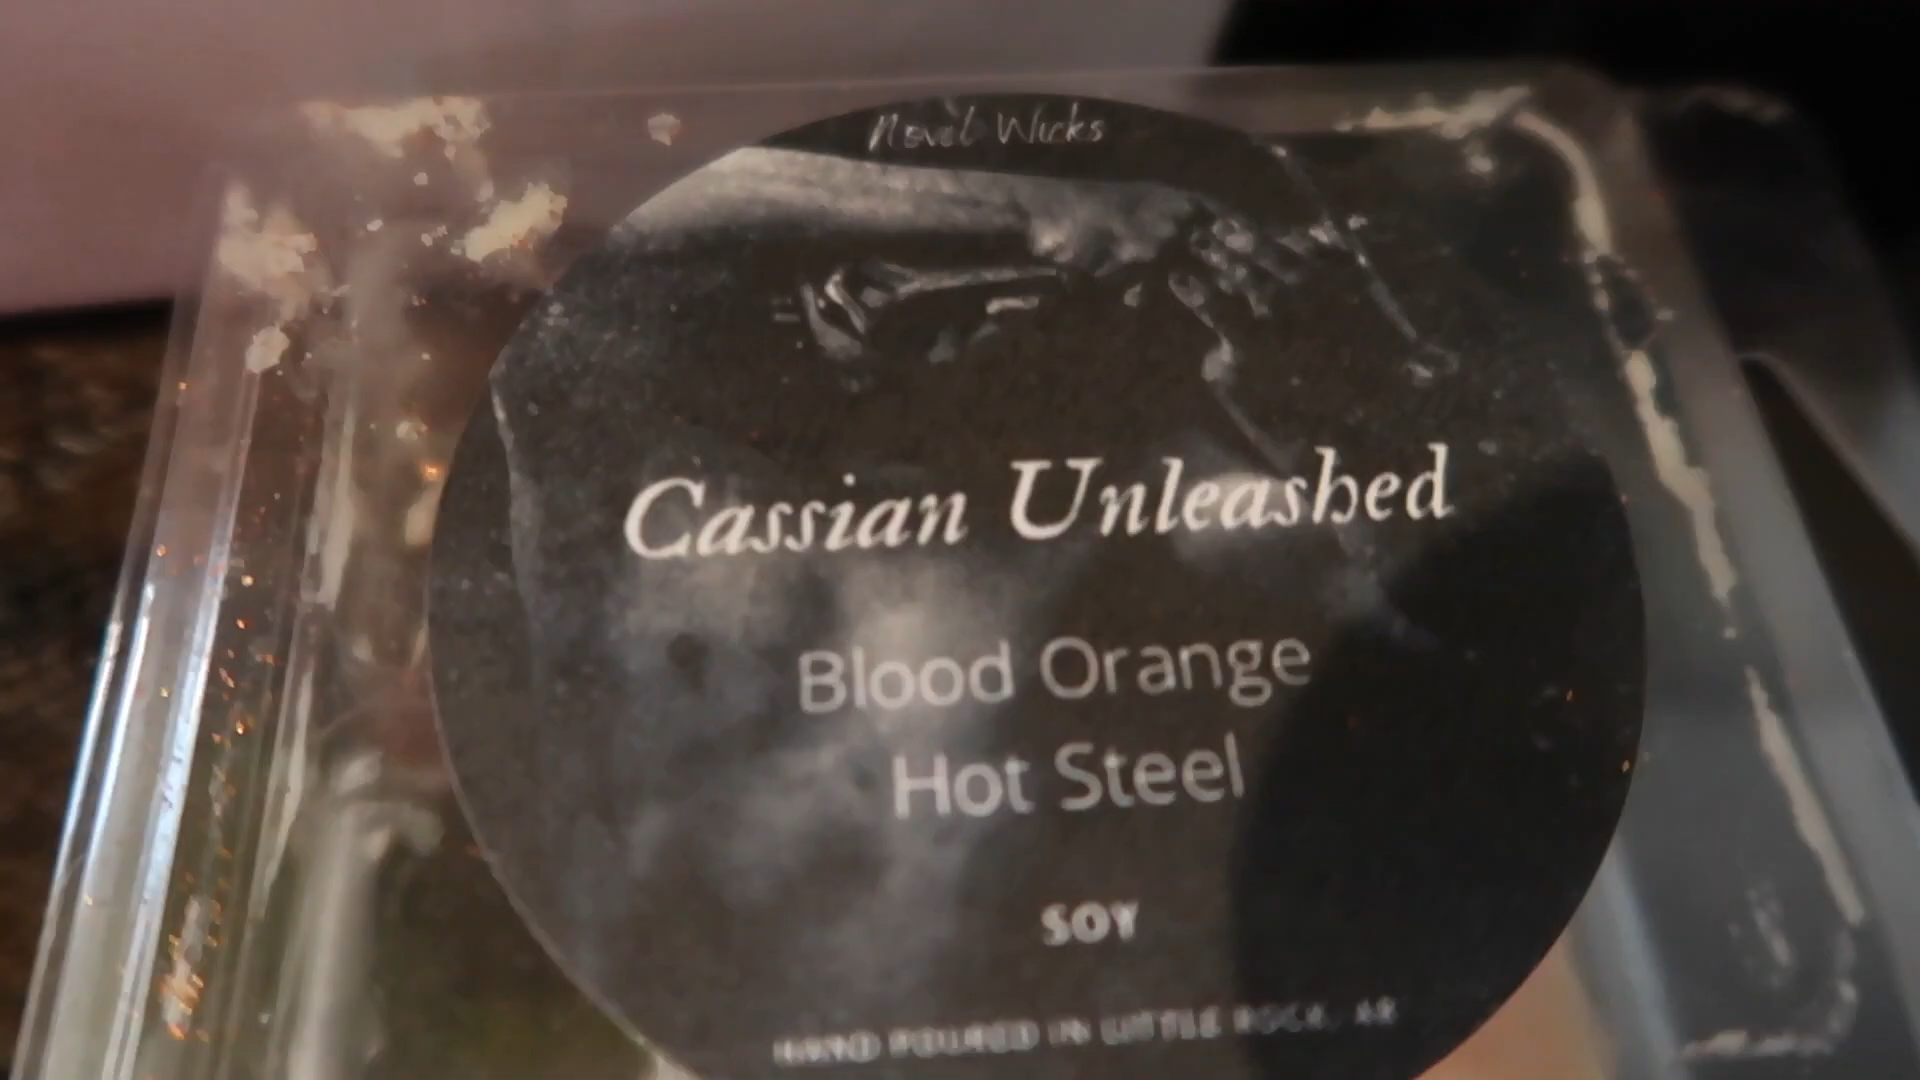 Novel Wicks
Cassian Unleashed
Blood Orange
Hot Steel
SOY
HAND POURED IN LITTLE ROCK, AR